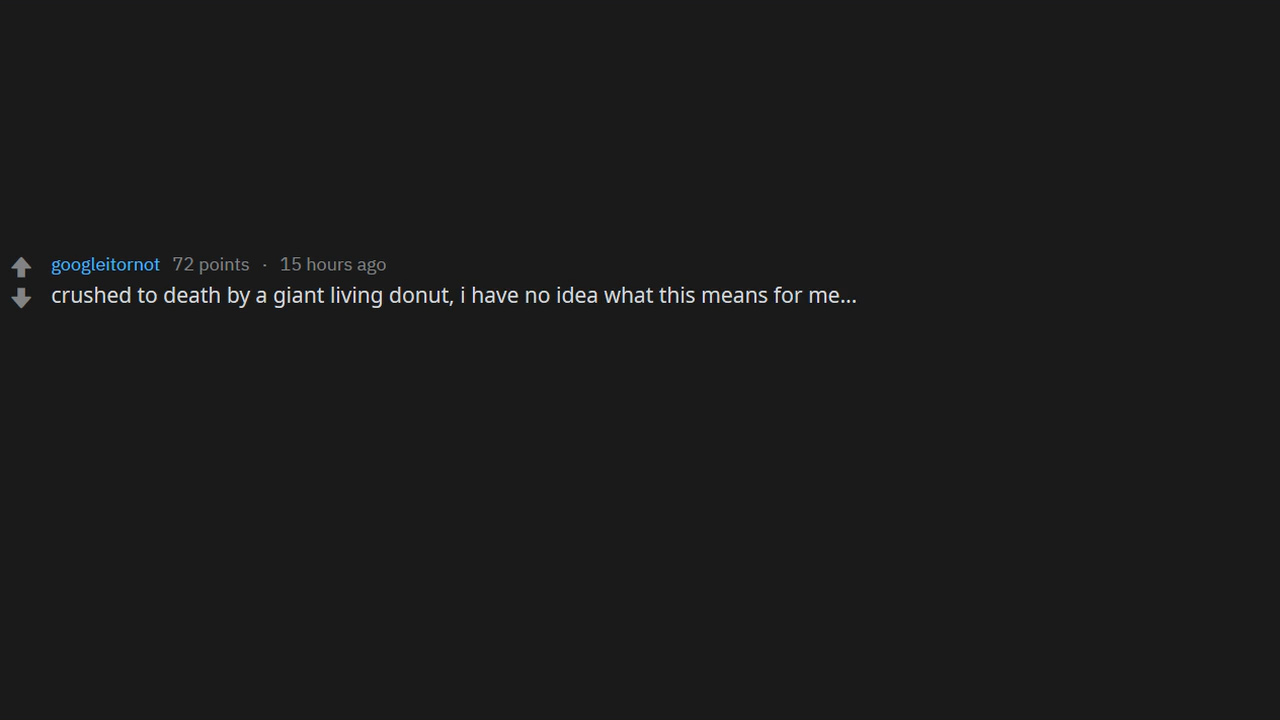 googleitornot 72 points · 15 hours ago
crushed to death by a giant living donut, i have no idea what this means for me...